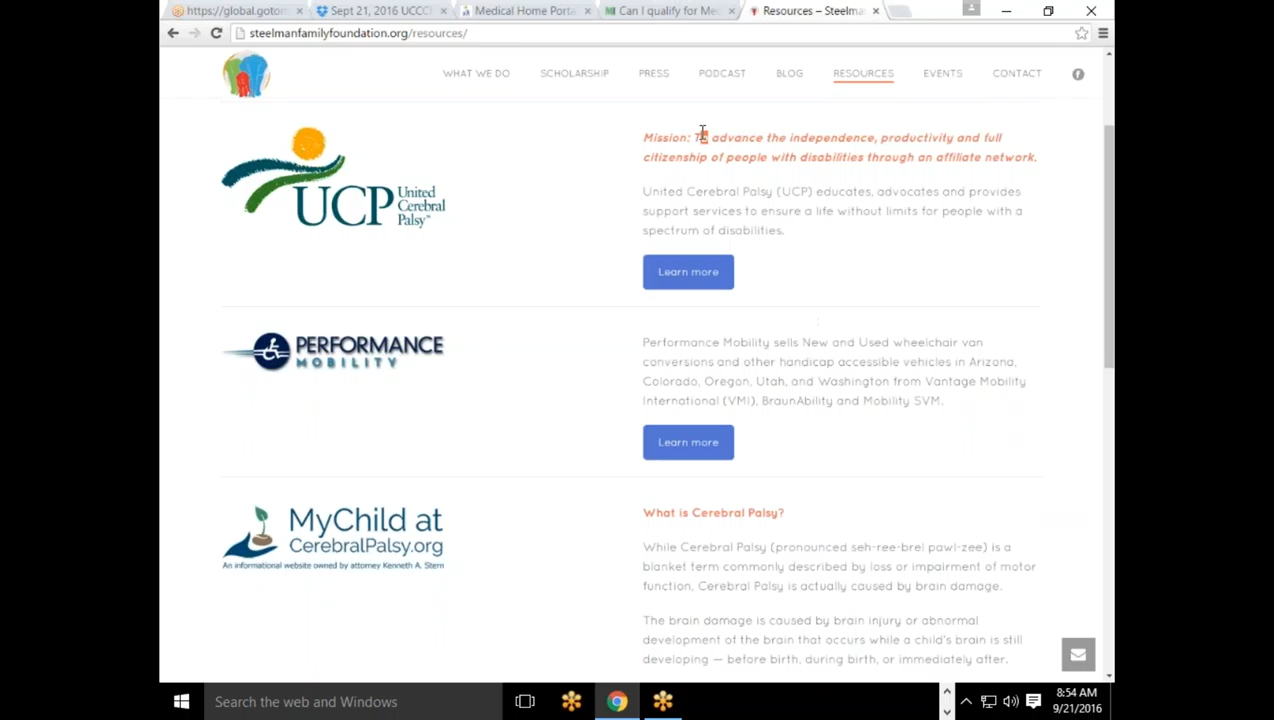 https://global.gotom
Sept 21, 2016 UCCCF
Medical Home Porta
Can I qualify for Med
Resources – Steelma
steelmanfamilyfoundation.org/resources/
WHAT WE DO SCHOLARSHIP PRESS PODCAST BLOG RESOURCES EVENTS CONTACT
UCP United Cerebral Palsy™
Mission: To advance the independence, productivity and full
citizenship of people with disabilities through an affiliate network.
United Cerebral Palsy (UCP) educates, advocates and provides
support services to ensure a life without limits for people with a
spectrum of disabilities.
Learn more
PERFORMANCE
MOBILITY
Performance Mobility sells New and Used wheelchair van
conversions and other handicap accessible vehicles in Arizona,
Colorado, Oregon, Utah, and Washington from Vantage Mobility
International (VMI), BraunAbility and Mobility SVM.
Learn more
MyChild at
CerebralPalsy.org
An informational website owned by attorney Kenneth A. Stern
What is Cerebral Palsy?
While Cerebral Palsy (pronounced seh-ree-brel pawl-zee) is a
blanket term commonly described by loss or impairment of motor
function, Cerebral Palsy is actually caused by brain damage.
The brain damage is caused by brain injury or abnormal
development of the brain that occurs while a child's brain is still
developing — before birth, during birth, or immediately after.
Search the web and Windows
8:54 AM
9/21/2016